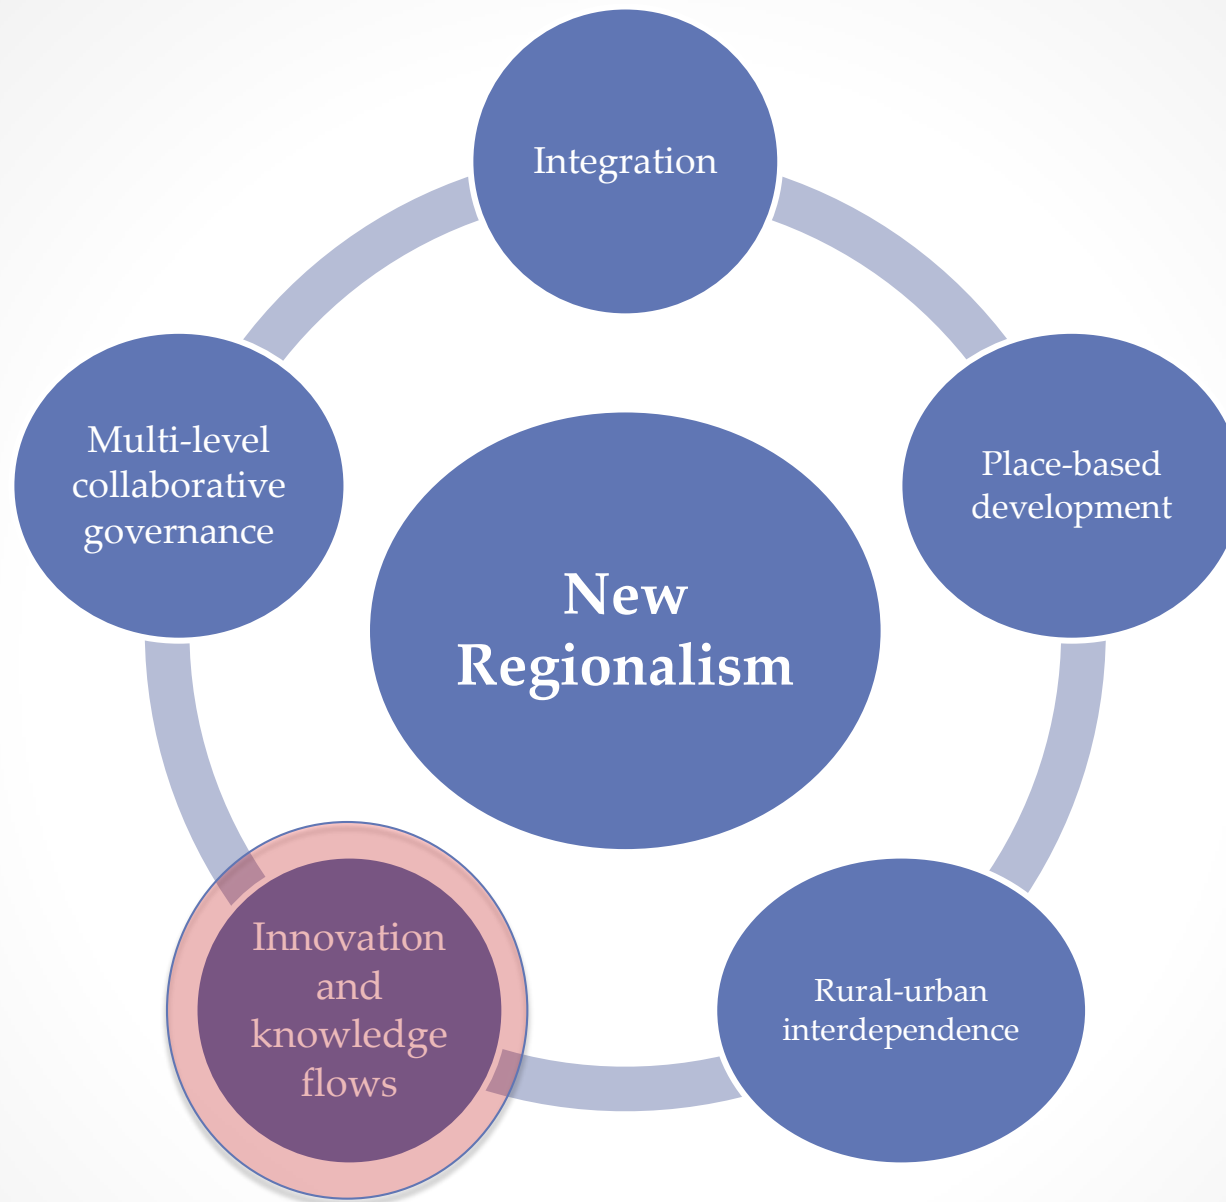 Integration
Multi-level
collaborative
governance
Place-based
development
New
Regionalism
Innovation
and
knowledge
flows
Rural-urban
interdependence